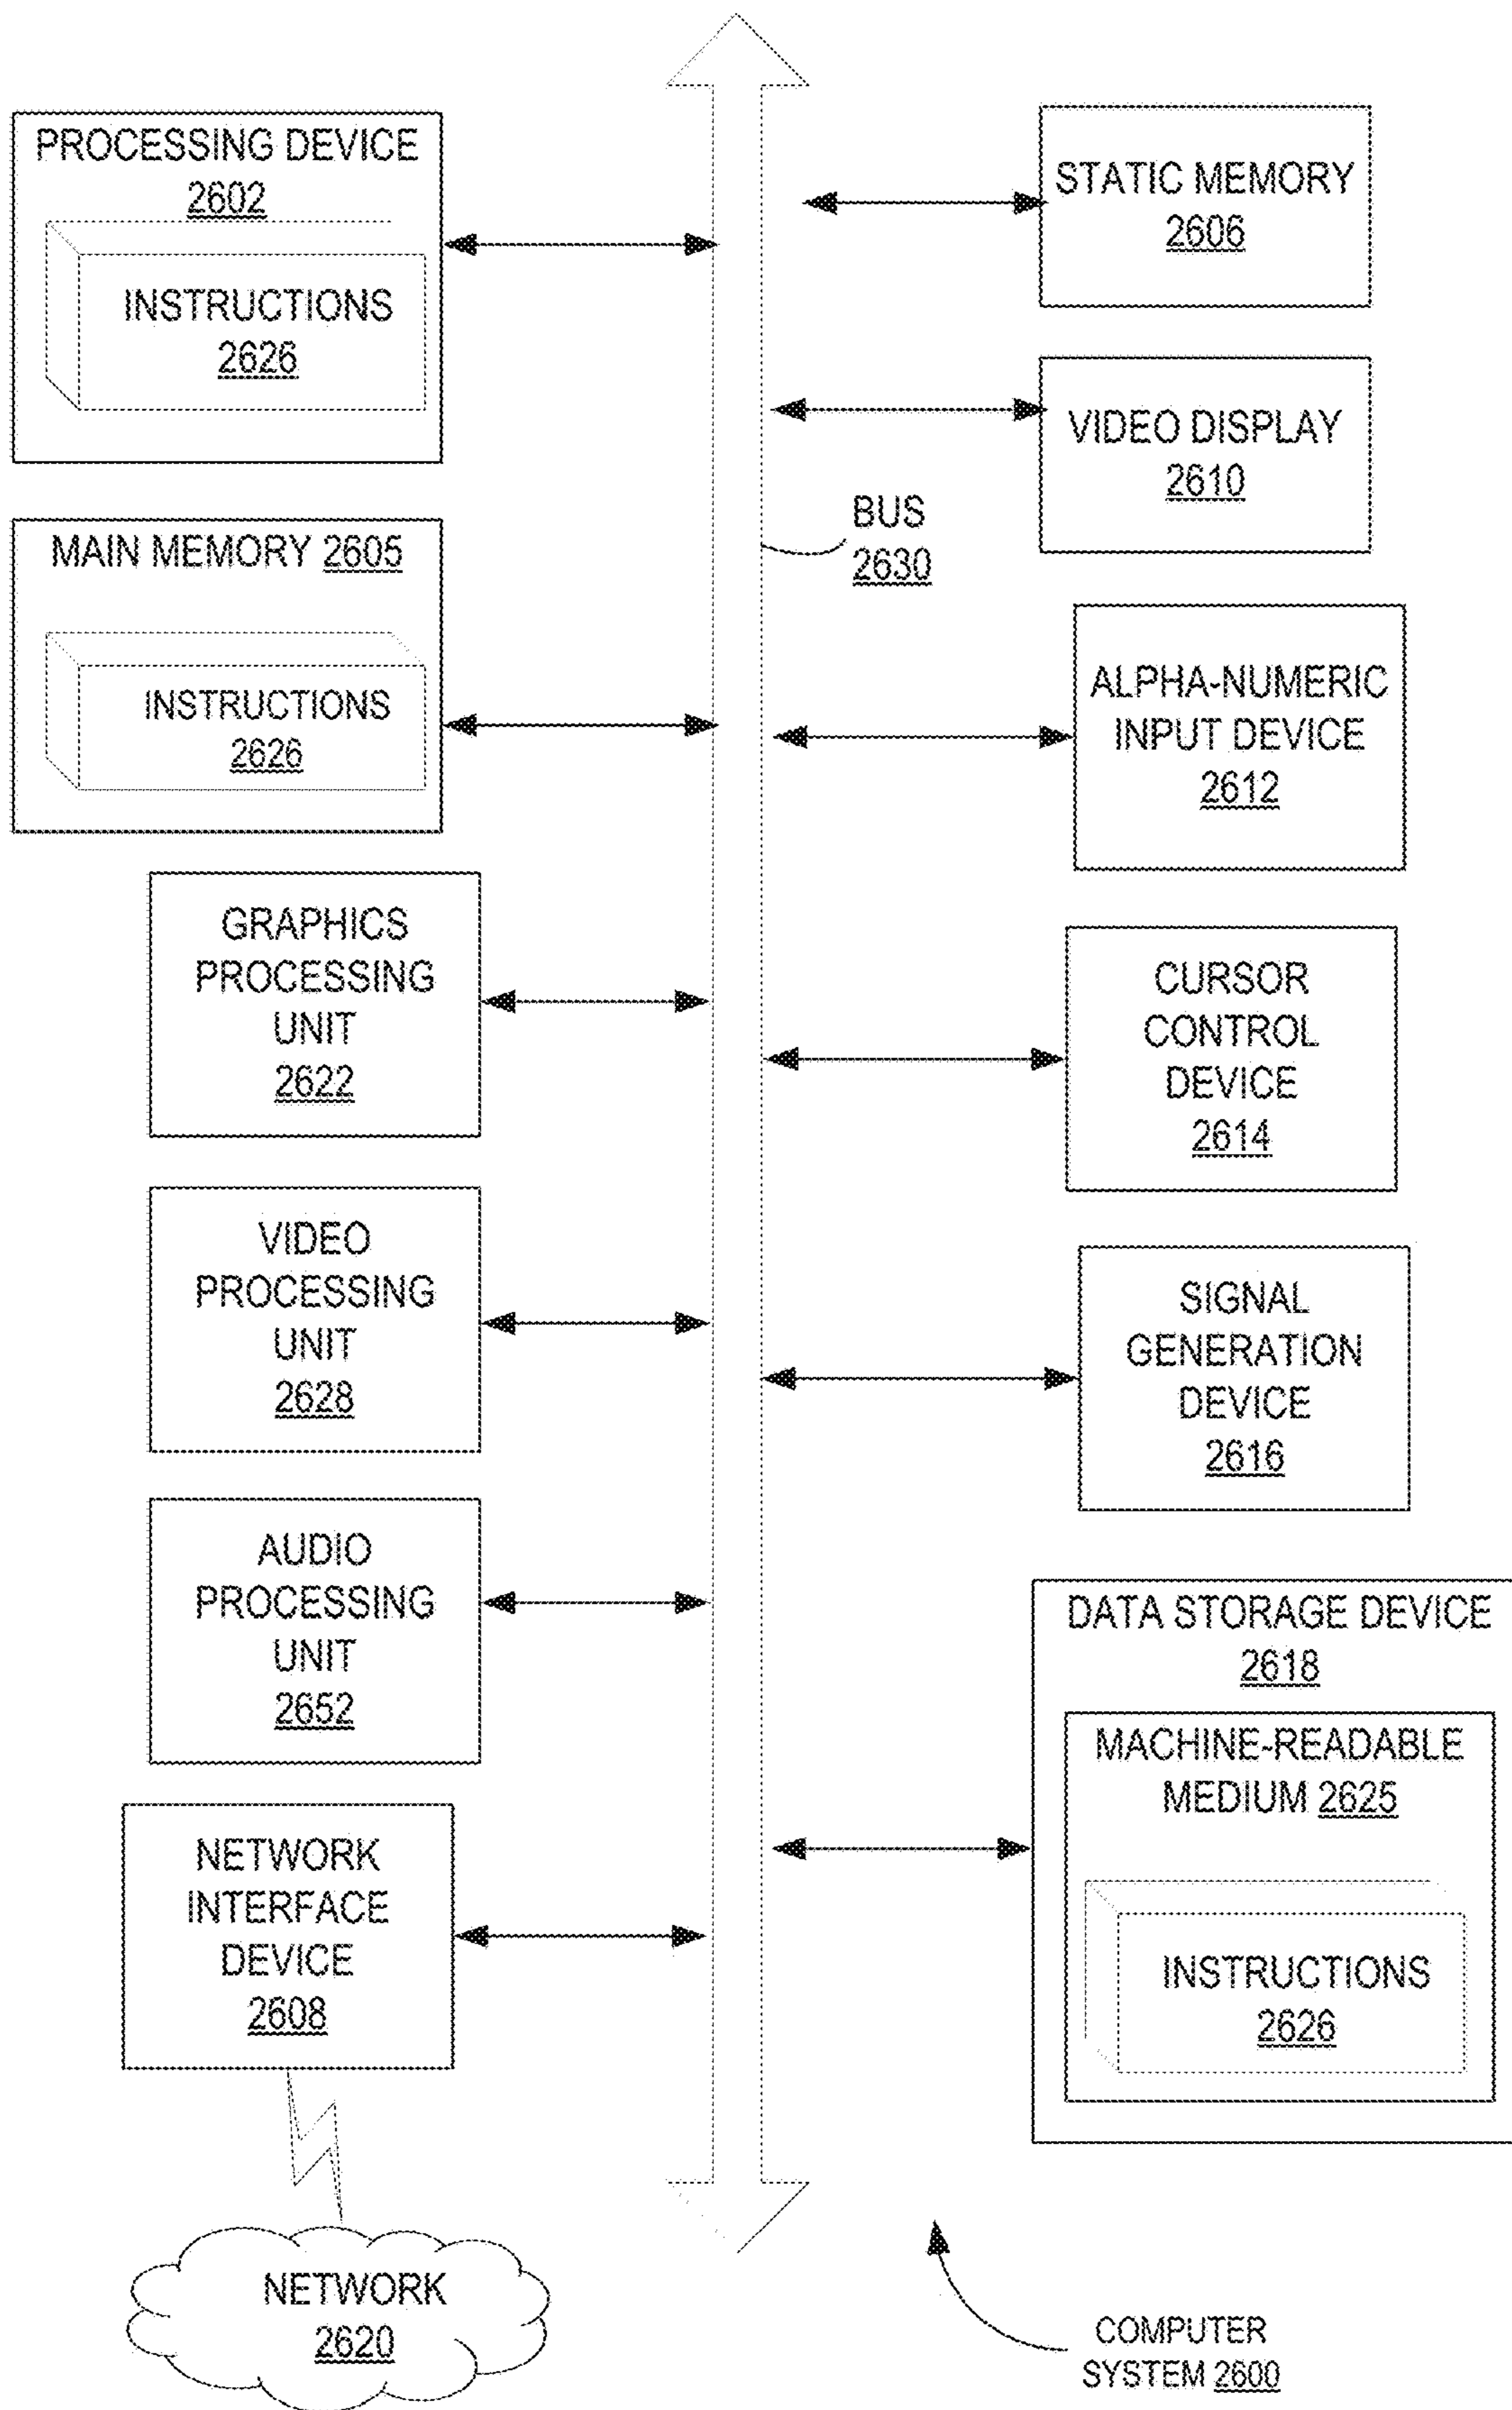 PROCESSING DEVICE
2602
INSTRUCTIONS
2626
MAIN MEMORY 2605
INSTRUCTIONS
2626
GRAPHICS
PROCESSING
UNIT
2622
VIDEO
PROCESSING
UNIT
2628
AUDIO
PROCESSING
UNIT
2652
NETWORK
INTERFACE
DEVICE
2608
NETWORK
2620
BUS
2630
STATIC MEMORY
2606
VIDEO DISPLAY
2610
ALPHA-NUMERIC
INPUT DEVICE
2612
CURSOR
CONTROL
DEVICE
2614
SIGNAL
GENERATION
DEVICE
2616
DATA STORAGE DEVICE
2618
MACHINE-READABLE
MEDIUM 2625
INSTRUCTIONS
2626
COMPUTER
SYSTEM 2600